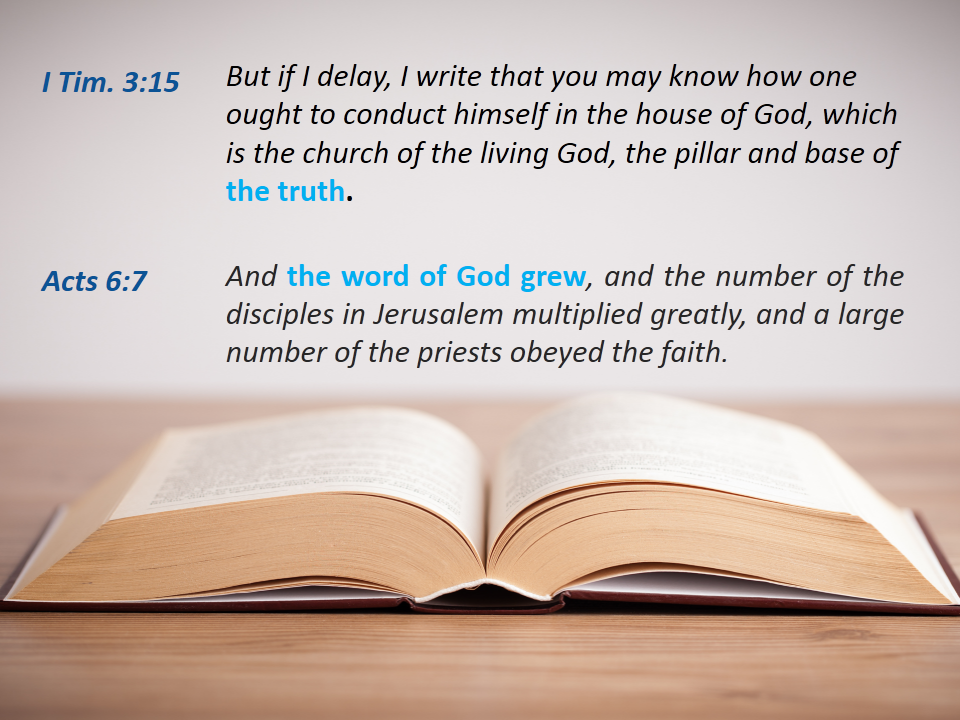 I Tim. 3:15
But if I delay, I write that you may know how one
ought to conduct himself in the house of God, which
is the church of the living God, the pillar and base of
the truth.
Acts 6:7
And the word of God grew, and the number of the
disciples in Jerusalem multiplied greatly, and a large
number of the priests obeyed the faith.